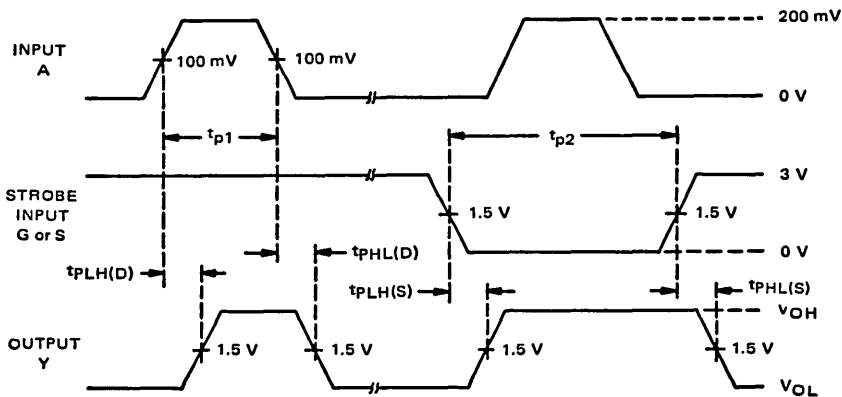 200 mV
INPUT
A
100 mV
100 mV
0 V
tp1
tp2
3 V
STROBE
INPUT
G or S
1.5 V
1.5 V
0 V
tPLH(D)
tPHL(D)
tPLH(S)
tPHL(S)
VOH
OUTPUT
Y
1.5 V
1.5 V
1.5 V
1.5 V
VOL